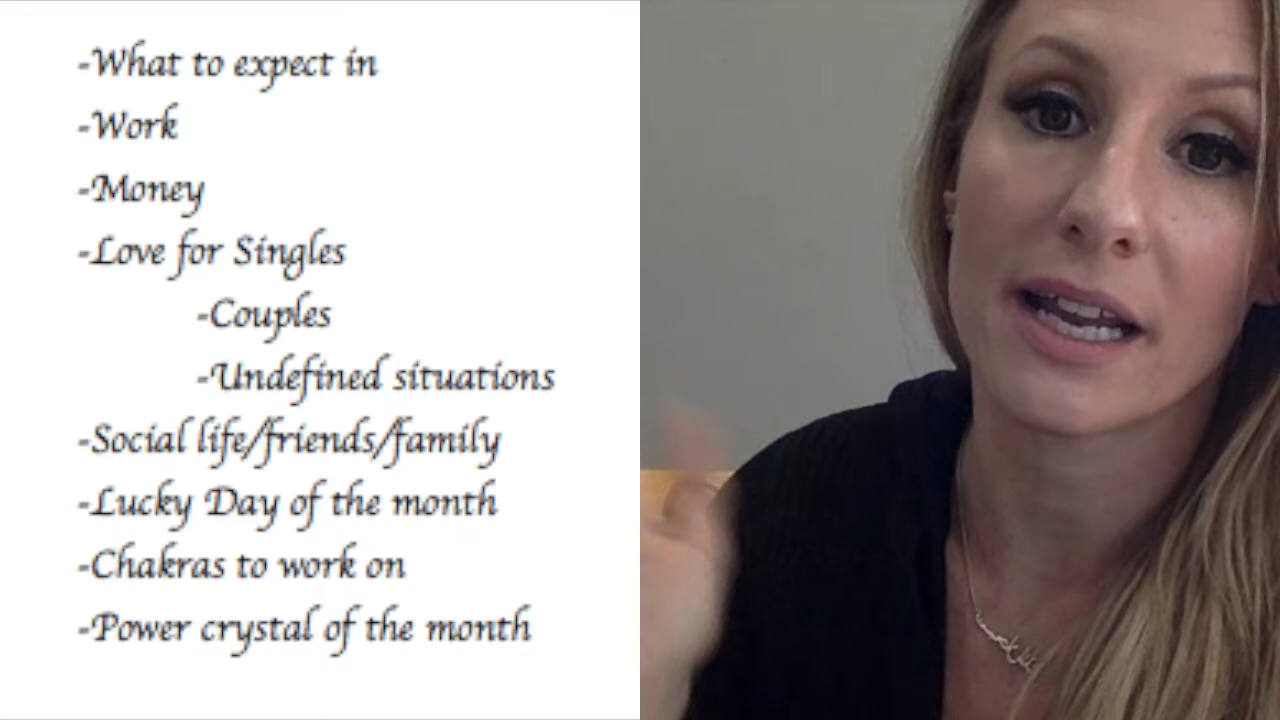 -What to expect in
-Work
-Money
-Love for Singles
-Couples
-Undefined situations
-Social life/friends/family
-Lucky Day of the month
-Chakras to work on
-Power crystal of the month